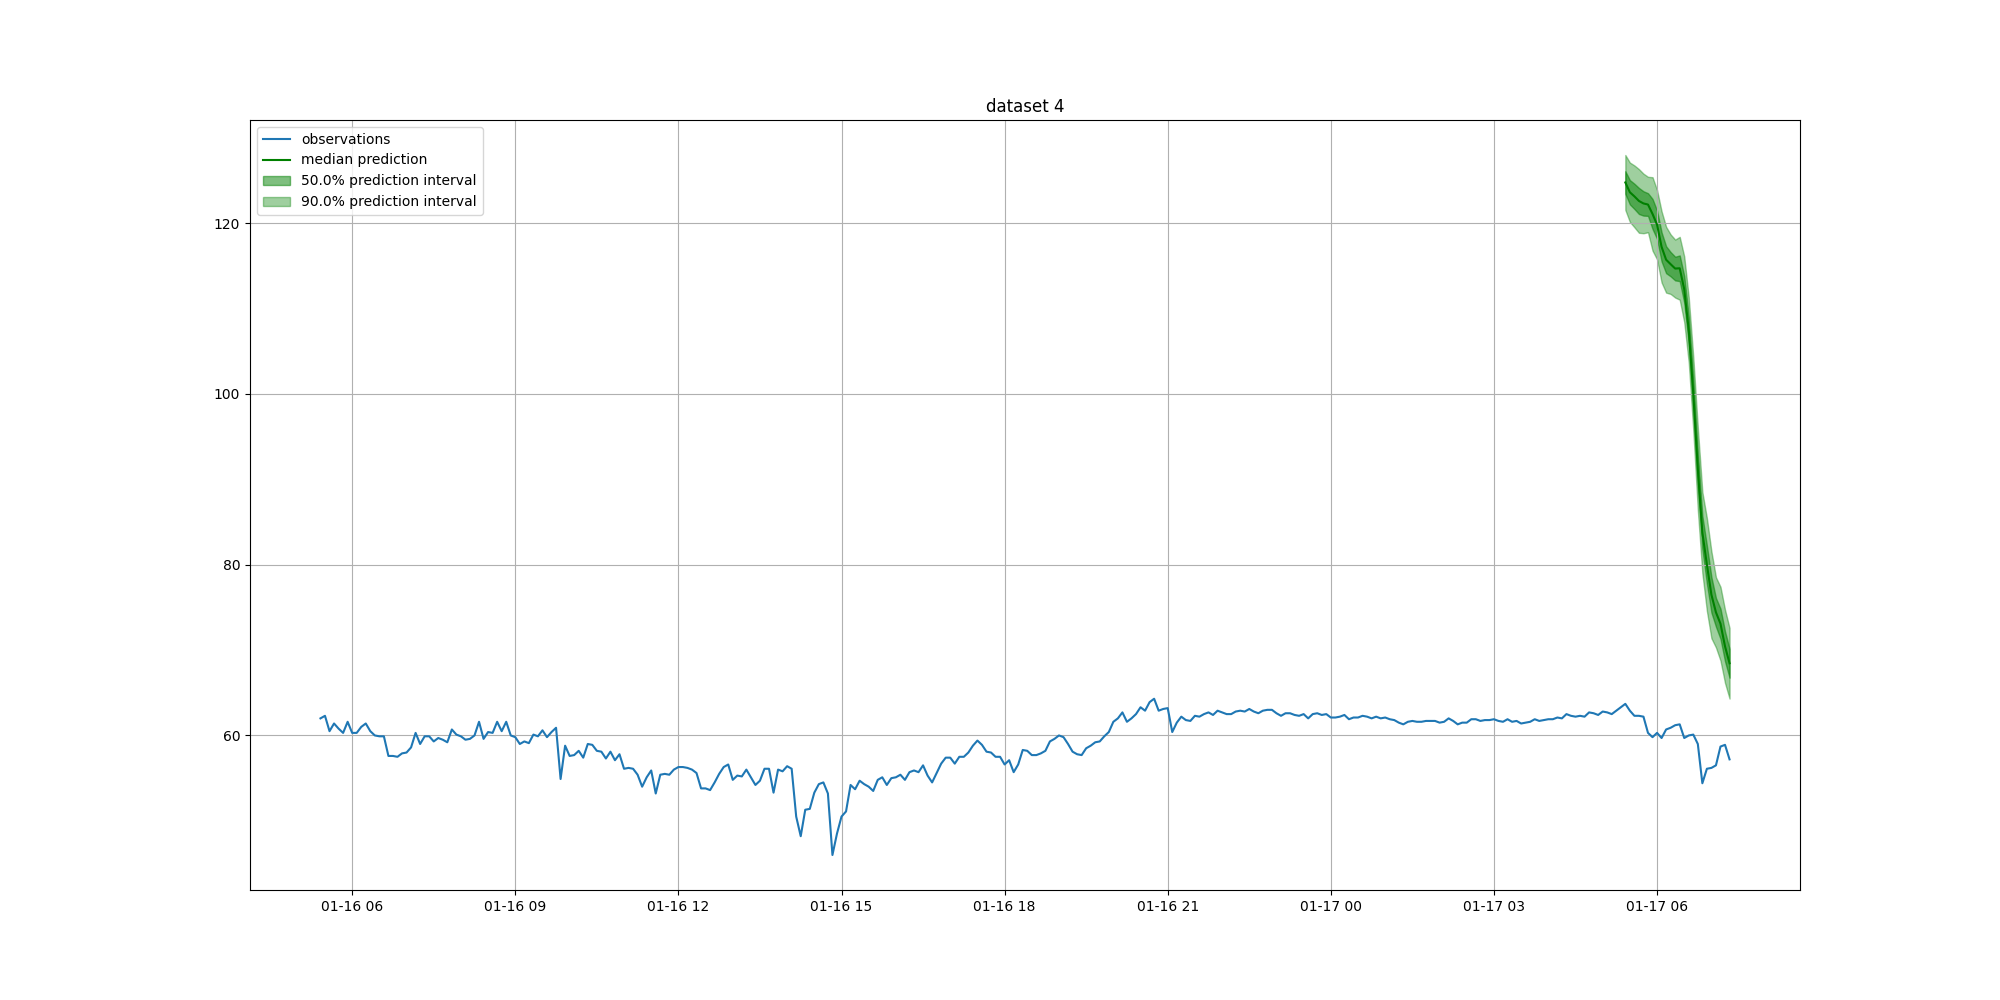 dataset 4
observations
median prediction
50.0% prediction interval
90.0% prediction interval
120
100
80
60
01-16 06 01-16 09 01-16 12 01-16 15 01-16 18 01-16 21 01-17 00 01-17 03 01-17 06